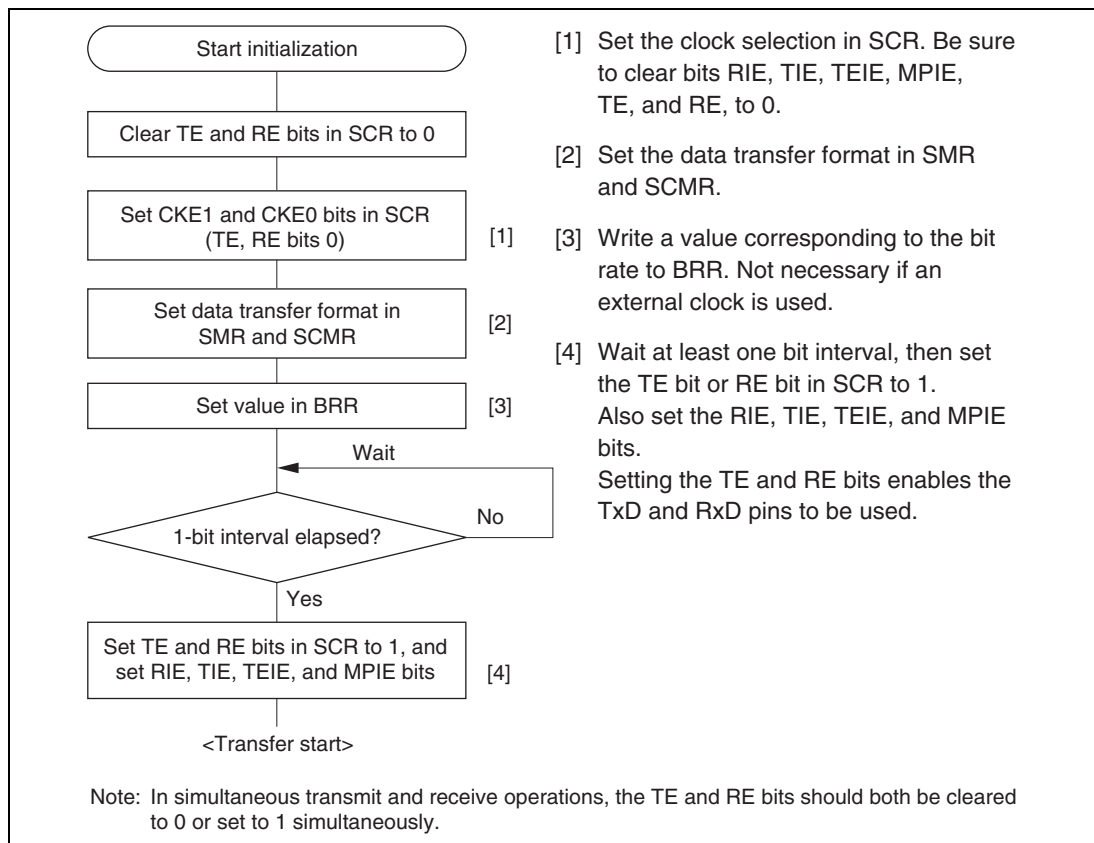 Start initialization
Clear TE and RE bits in SCR to 0
Set CKE1 and CKE0 bits in SCR
(TE, RE bits 0)
[1]
Set data transfer format in
SMR and SCMR
[2]
Set value in BRR
[3]
Wait
No
1-bit interval elapsed?
Yes
Set TE and RE bits in SCR to 1, and
set RIE, TIE, TEIE, and MPIE bits
[4]
<Transfer start>
[1] Set the clock selection in SCR. Be sure
to clear bits RIE, TIE, TEIE, MPIE,
TE, and RE, to 0.
[2] Set the data transfer format in SMR
and SCMR.
[3] Write a value corresponding to the bit
rate to BRR. Not necessary if an
external clock is used.
[4] Wait at least one bit interval, then set
the TE bit or RE bit in SCR to 1.
Also set the RIE, TIE, TEIE, and MPIE
bits.
Setting the TE and RE bits enables the
TxD and RxD pins to be used.
Note: In simultaneous transmit and receive operations, the TE and RE bits should both be cleared
to 0 or set to 1 simultaneously.